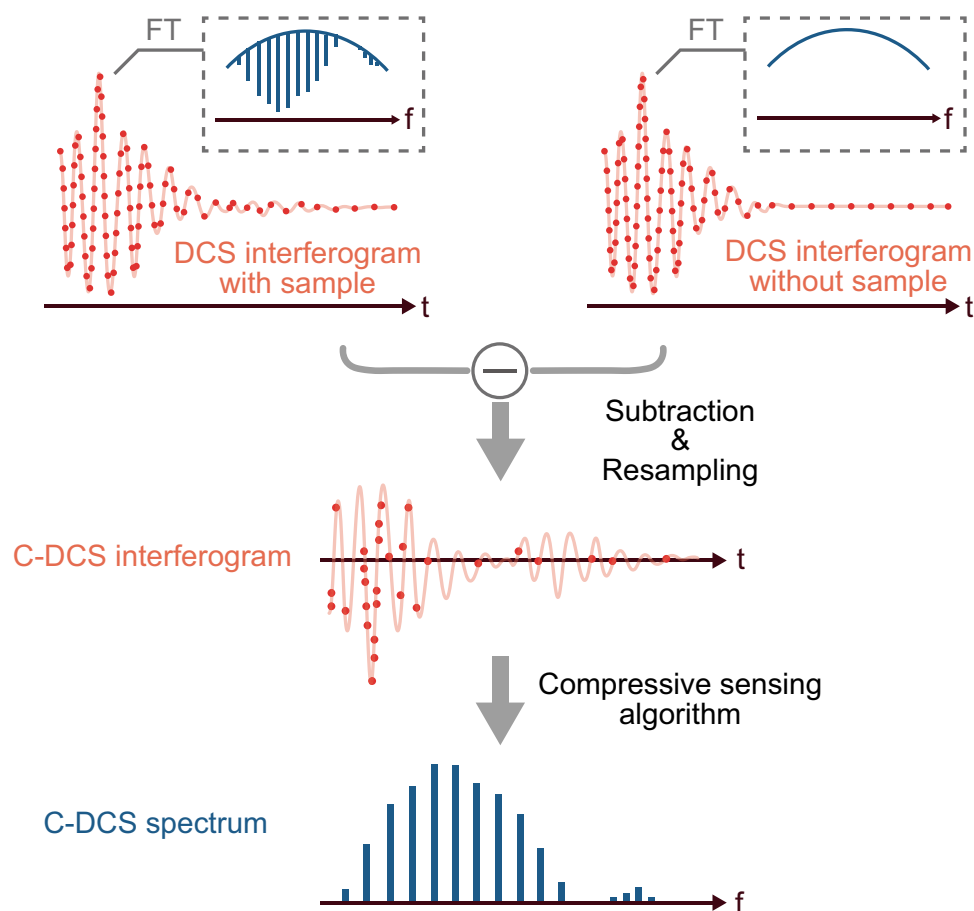 FT
f
DCS interferogram
with sample
t
FT
f
DCS interferogram
without sample
t
Subtraction
&
Resampling
C-DCS interferogram
t
Compressive sensing
algorithm
C-DCS spectrum
f